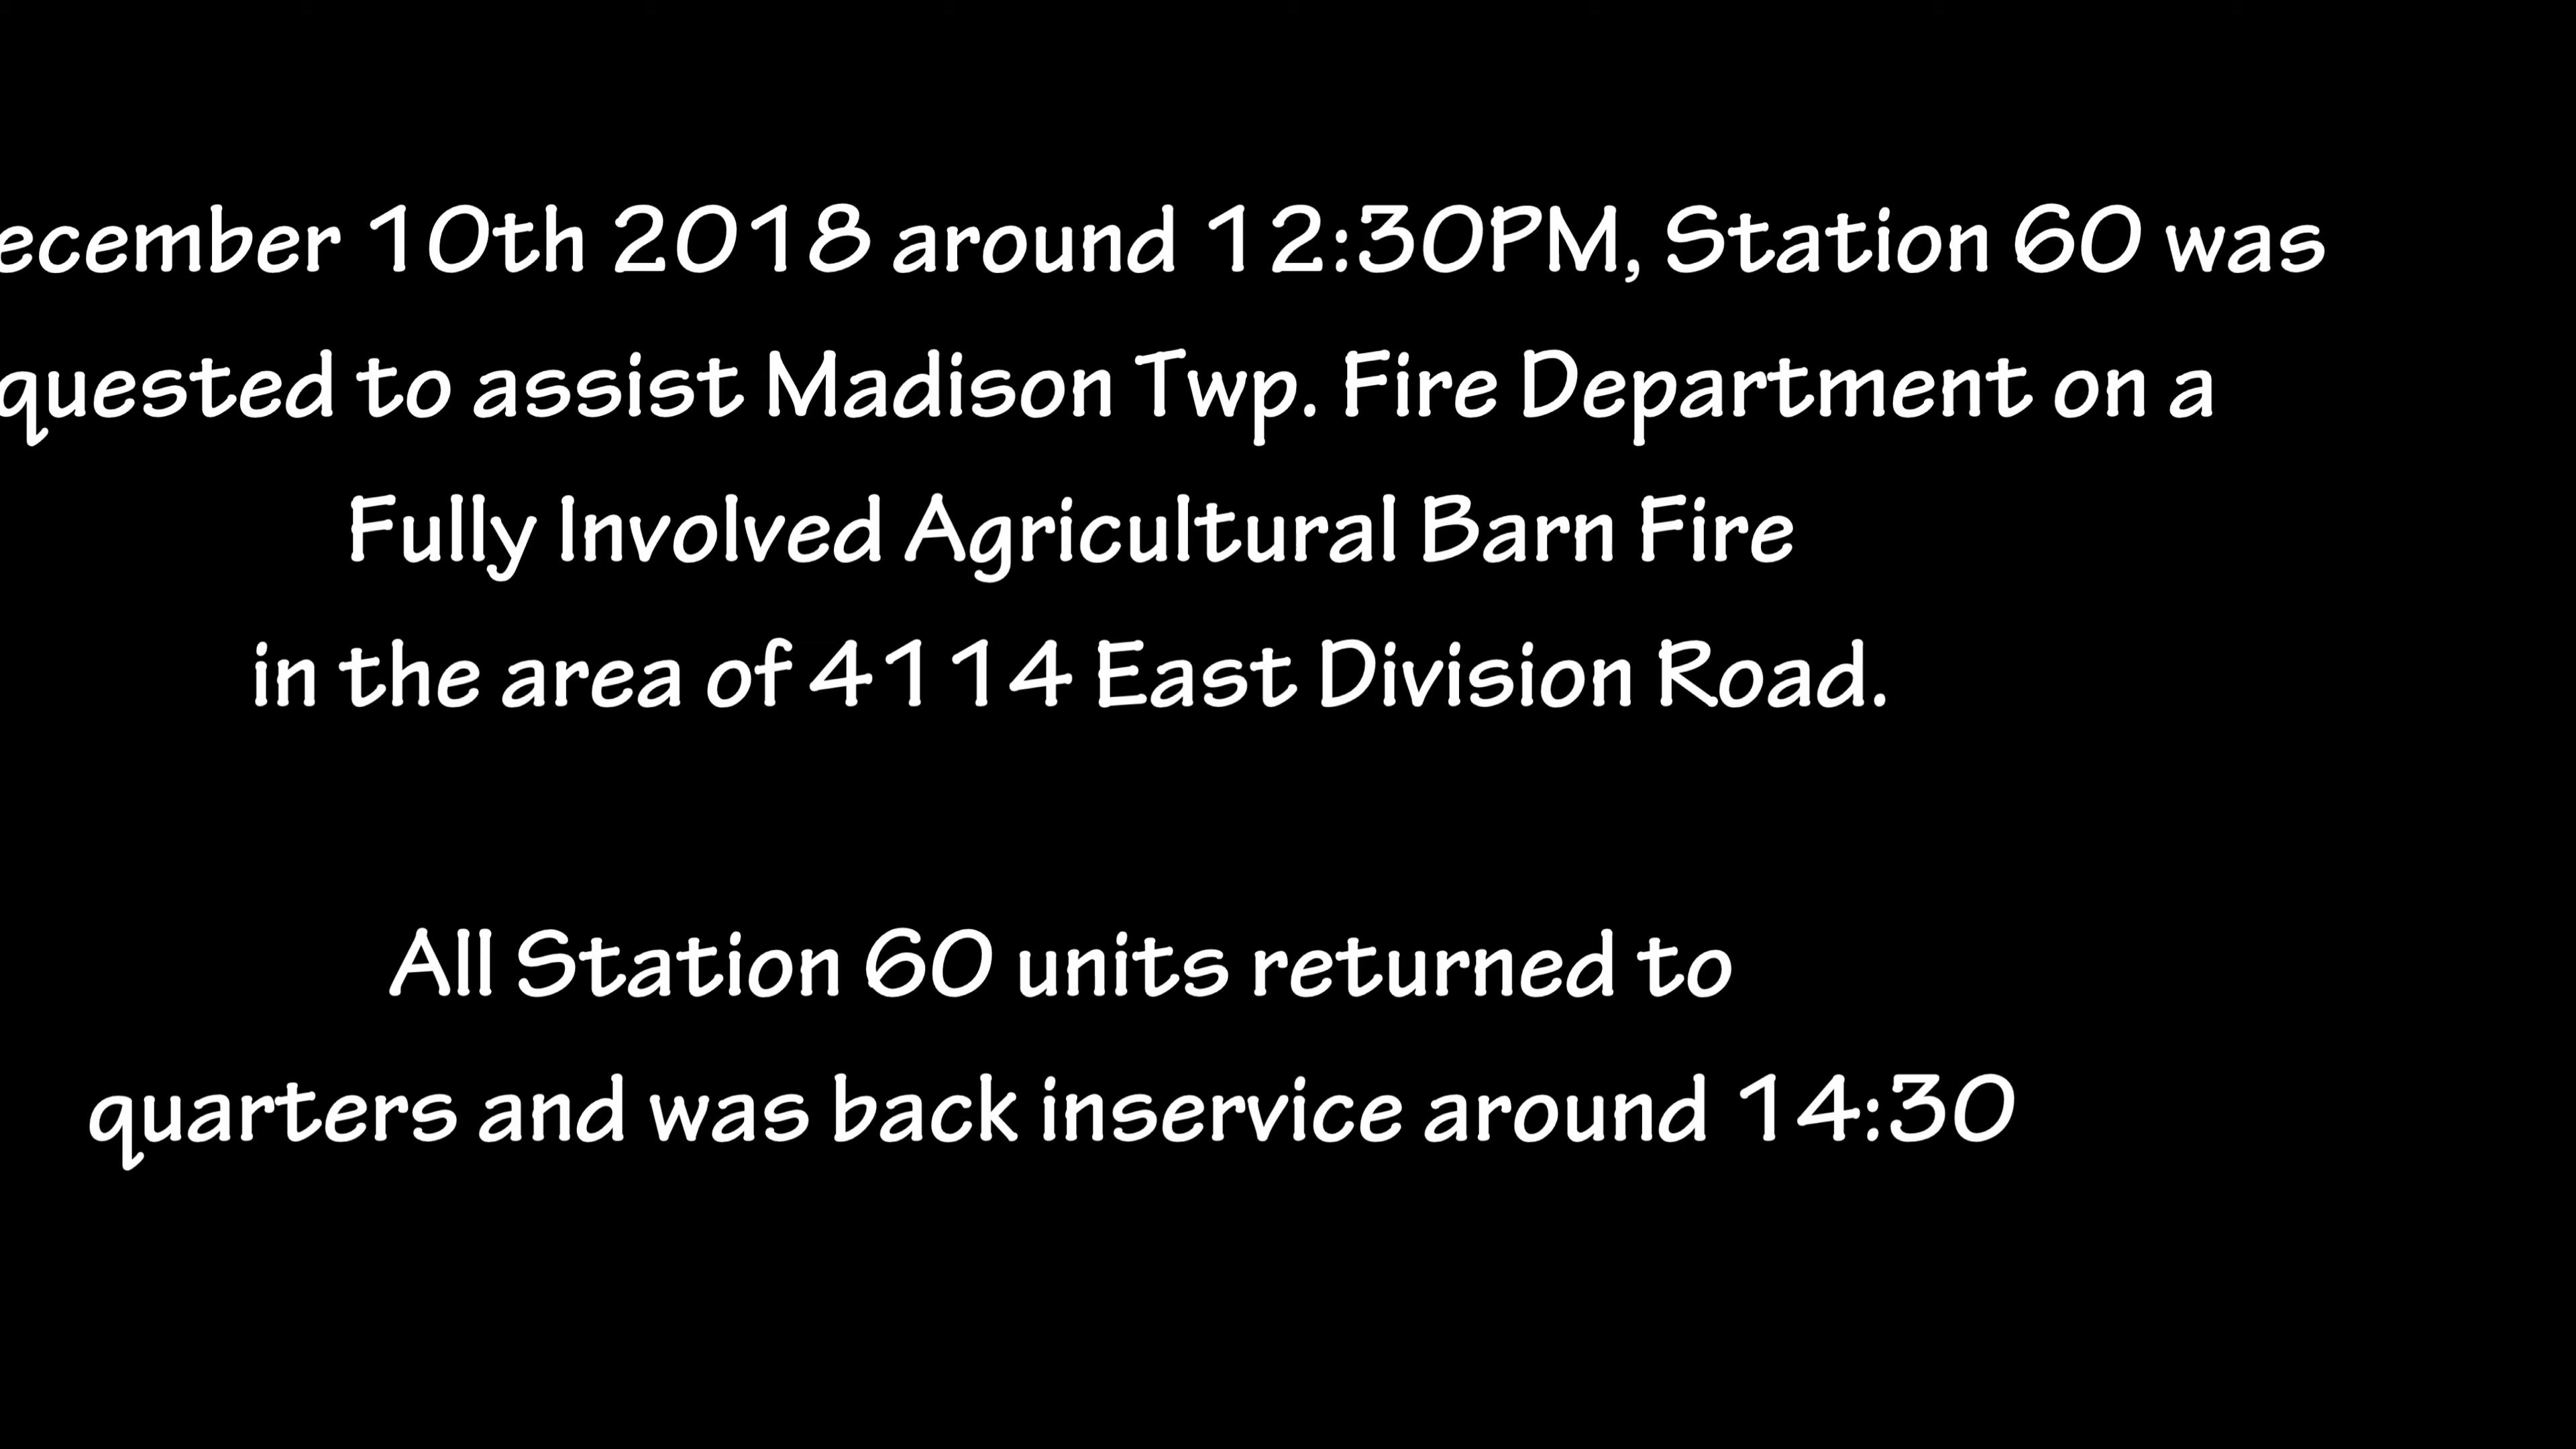 ecember 10th 2018 around 12:30PM, Station 60 was
quested to assist Madison Twp. Fire Department on a
Fully Involved Agricultural Barn Fire
in the area of 4114 East Division Road.
All Station 60 units returned to
quarters and was back inservice around 14:30